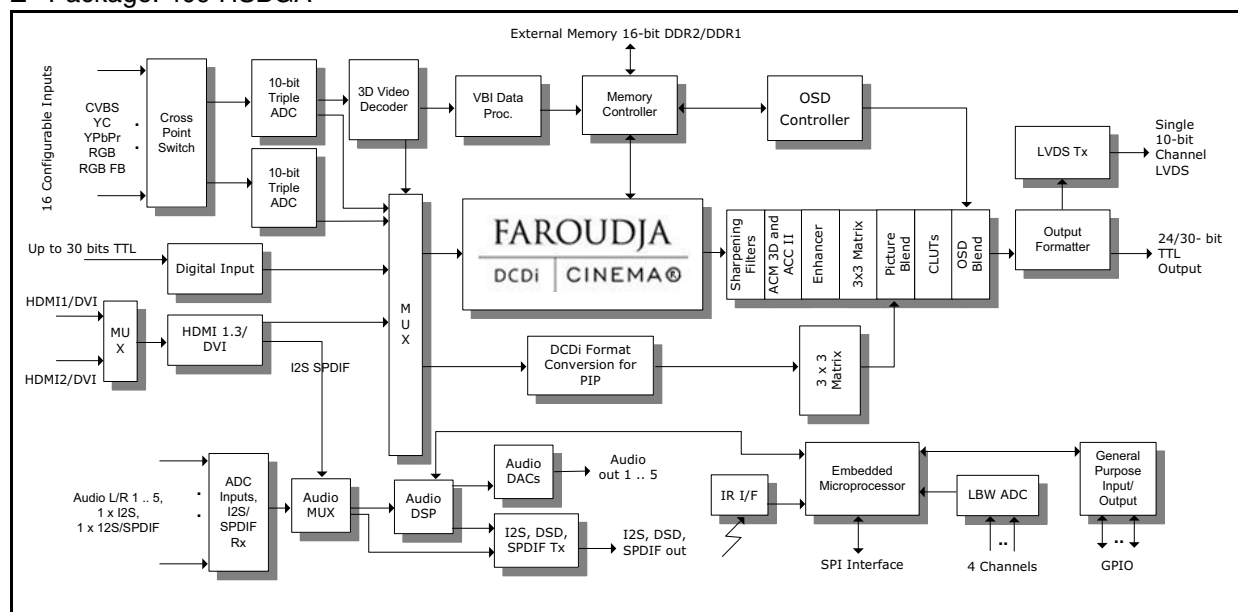 External Memory 16-bit DDR2/DDR1
16 Configurable Inputs
CVBS
YC
YPbPr
RGB
RGB FB
Cross
Point
Switch
10-bit
Triple
ADC
10-bit
Triple
ADC
3D Video
Decoder
VBI Data
Proc.
Memory
Controller
OSD
Controller
LVDS Tx
Single
10-bit
Channel
LVDS
Up to 30 bits TTL
Digital Input
HDMI1/DVI
HDMI2/DVI
MU
X
HDMI 1.3/
DVI
I2S SPDIF
M
U
X
FAROUDJA
DCDi | CINEMA®
Sharpening
Filters
ACM 3D and
ACC II
Enhancer
3x3 Matrix
Picture
Blend
CLUTs
OSD
Blend
Output
Formatter
24/30- bit
TTL
Output
DCDi Format
Conversion for
PIP
3 x 3
Matrix
Audio L/R 1 .. 5,
1 x I2S,
1 x 12S/SPDIF
ADC
Inputs,
I2S/
SPDIF
Rx
Audio
MUX
Audio
DSP
Audio
DACs
Audio
out 1 .. 5
I2S, DSD,
SPDIF Tx
I2S, DSD,
SPDIF out
IR I/F
Embedded
Microprocessor
SPI Interface
LBW ADC
4 Channels
General
Purpose
Input/
Output
GPIO